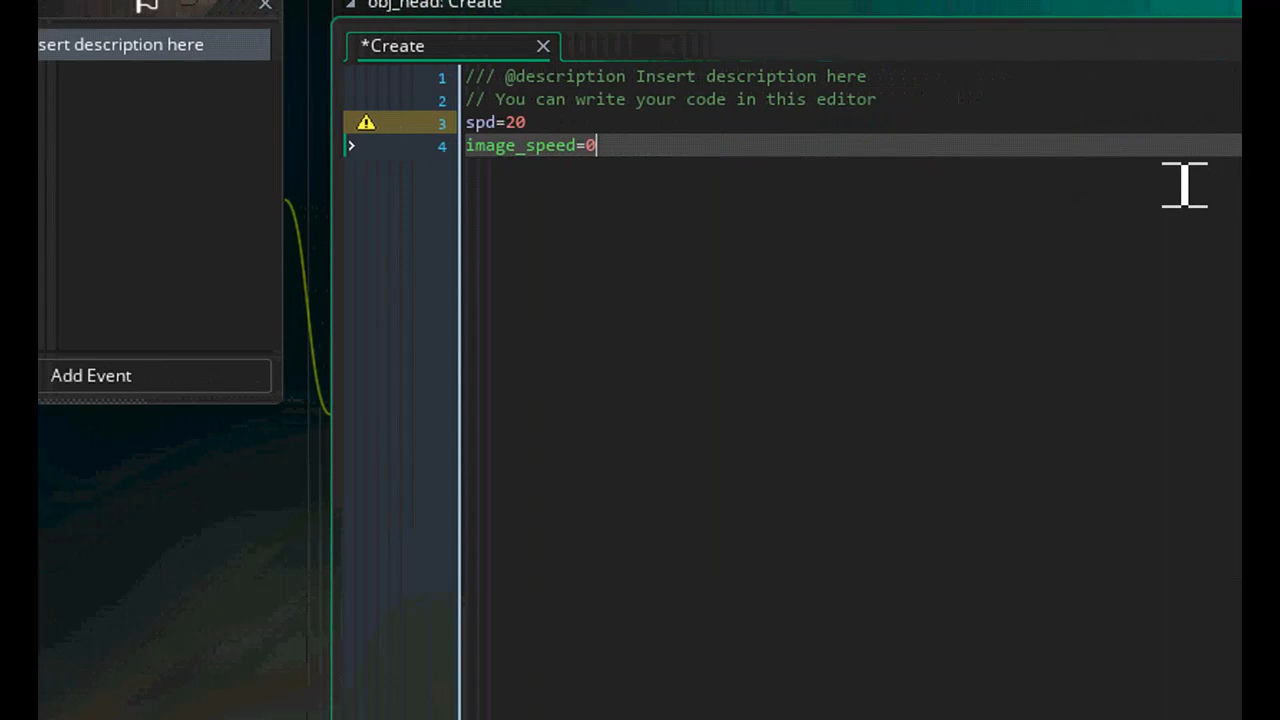 obj_head: Create
sert description here
*Create
1 /// @description Insert description here
2 // You can write your code in this editor
3 spd=20
4 image_speed=0
Add Event